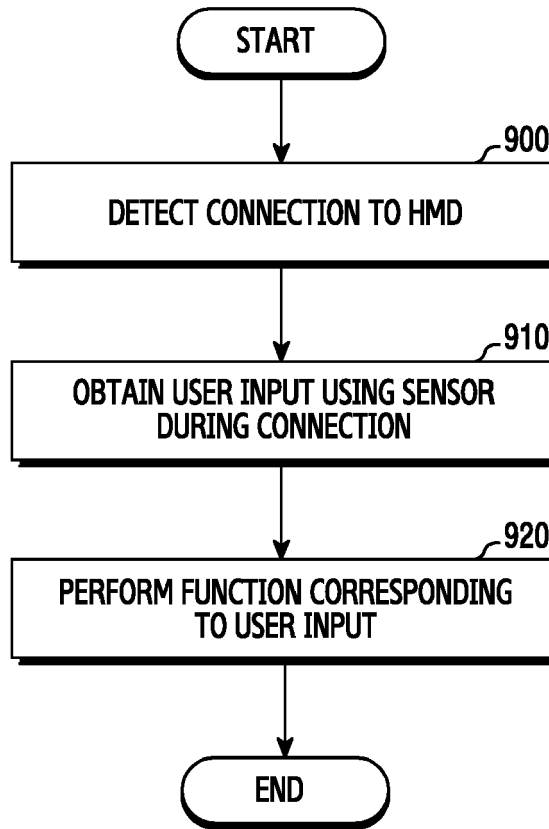 START
900
DETECT CONNECTION TO HMD
910
OBTAIN USER INPUT USING SENSOR
DURING CONNECTION
920
PERFORM FUNCTION CORRESPONDING
TO USER INPUT
END